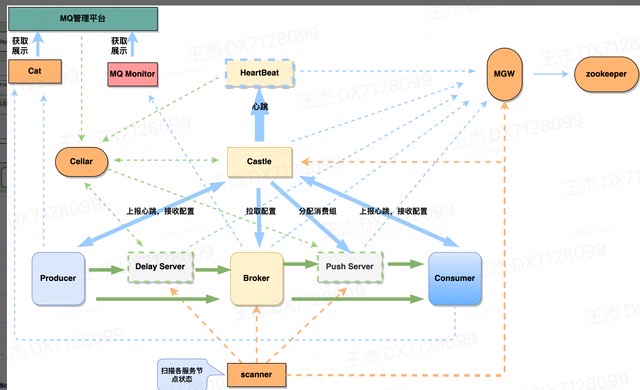 MQ管理平台
获取
展示
获取
展示
Cat
MQ Monitor
HeartBeat
MGW
zookeeper
心跳
Cellar
Castle
上报心跳，接收配置
拉取配置
分配消费组
上报心跳，接收配置
Producer
Delay Server
Broker
Push Server
Consumer
扫描各服务节
点状态
scanner
王杰DX7128099